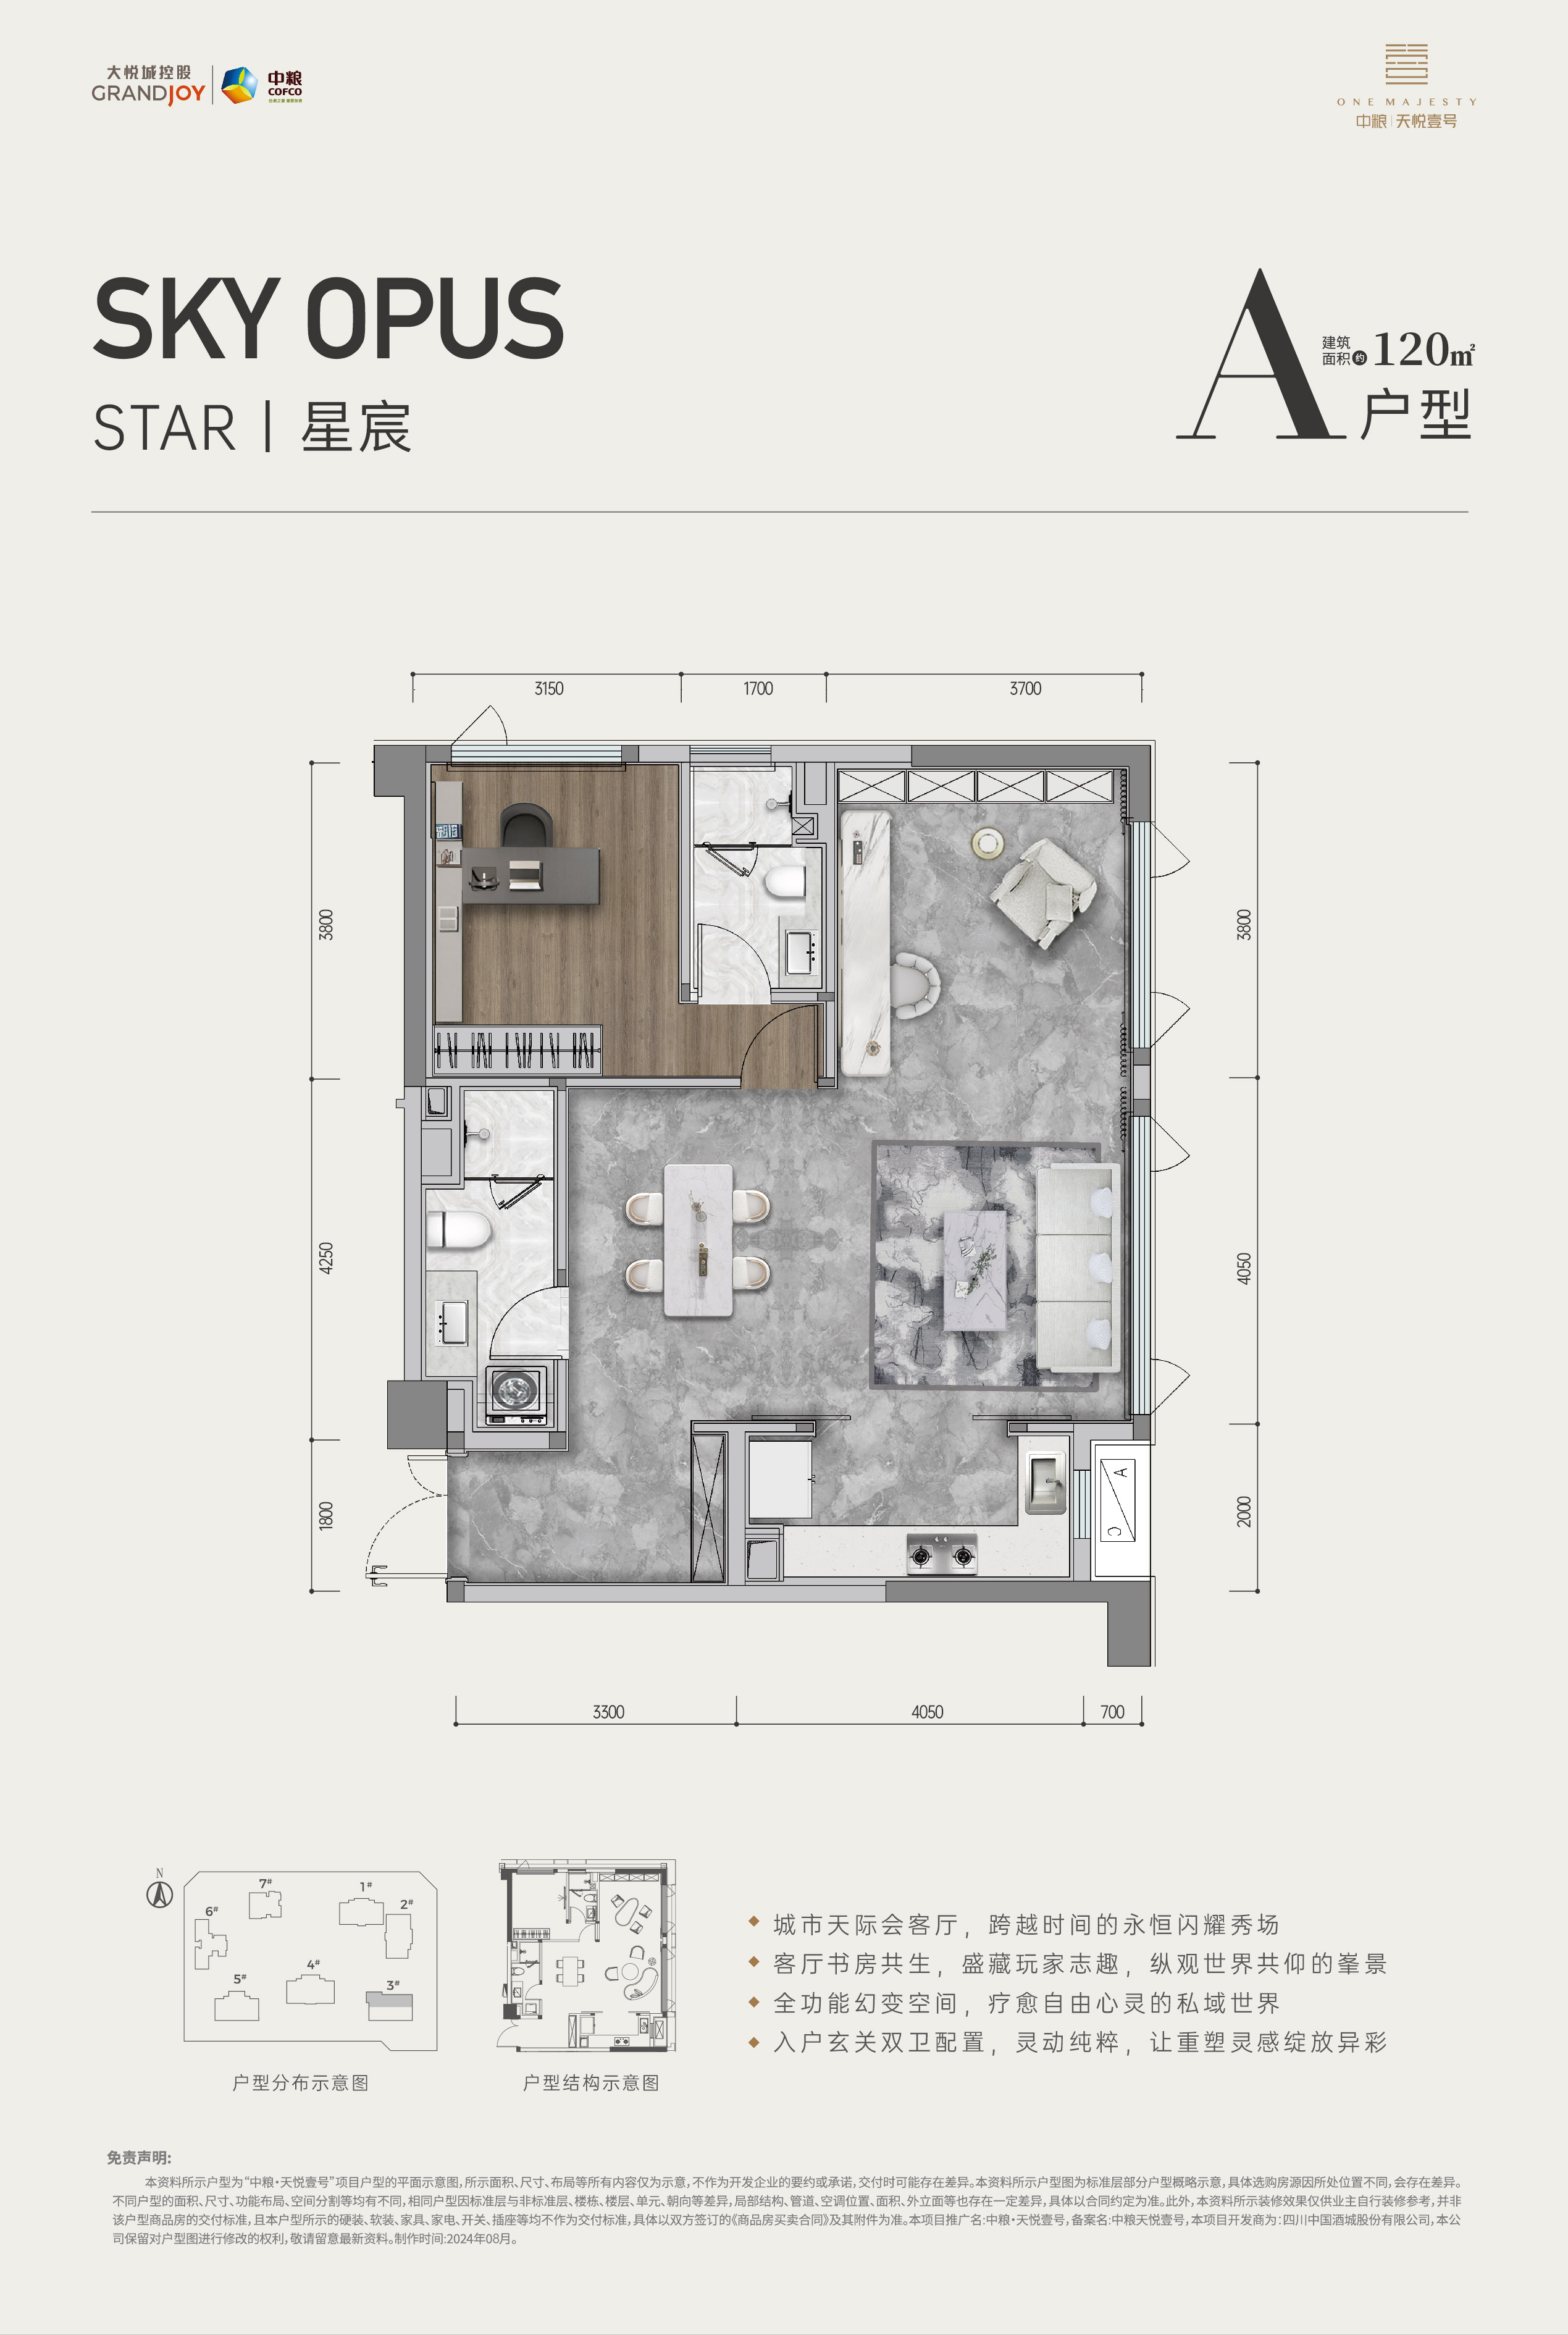 大悦城控股
GRANDJOY
中粮
COFCO
ONE MAJESTY
中粮 | 天悦壹号
SKY OPUS
STAR | 星宸
A
建筑
面积约 120㎡
户型
3150 1700 3700
3800
4250
1800
3800
4050
2000
A
C
3300 4050 700
N
7#
1#
2#
6#
5#
4#
3#
户型分布示意图
户型结构示意图
城市天际会客厅，跨越时间的永恒闪耀秀场
客厅书房共生，盛藏玩家志趣，纵观世界共仰的峯景
全功能幻变空间，疗愈自由心灵的私域世界
入户玄关双卫配置，灵动纯粹，让重塑灵感绽放异彩
免责声明:
本资料所示户型为“中粮·天悦壹号”项目户型的平面示意图，所示面积、尺寸、布局等所有内容仅为示意，不作为开发企业的要约或承诺，交付时可能存在差异。本资料所示户型图为标准层部分户型概略示意，具体选购房源因所处位置不同，会存在差异。
不同户型的面积、尺寸、功能布局、空间分割等均有不同，相同户型因标准层与非标准层、楼栋、楼层、单元、朝向等差异，局部结构、管道、空调位置、面积、外立面等也存在一定差异，具体以合同约定为准。此外，本资料所示装修效果仅供业主自行装修参考，并非
该户型商品房的交付标准，且本户型所示的硬装、软装、家具、家电、开关、插座等均不作为交付标准，具体以双方签订的《商品房买卖合同》及其附件为准。本项目推广名:中粮·天悦壹号，备案名:中粮天悦壹号，本项目开发商为:四川中国酒城股份有限公司，本公
司保留对户型图进行修改的权利，敬请留意最新资料。制作时间:2024年08月。